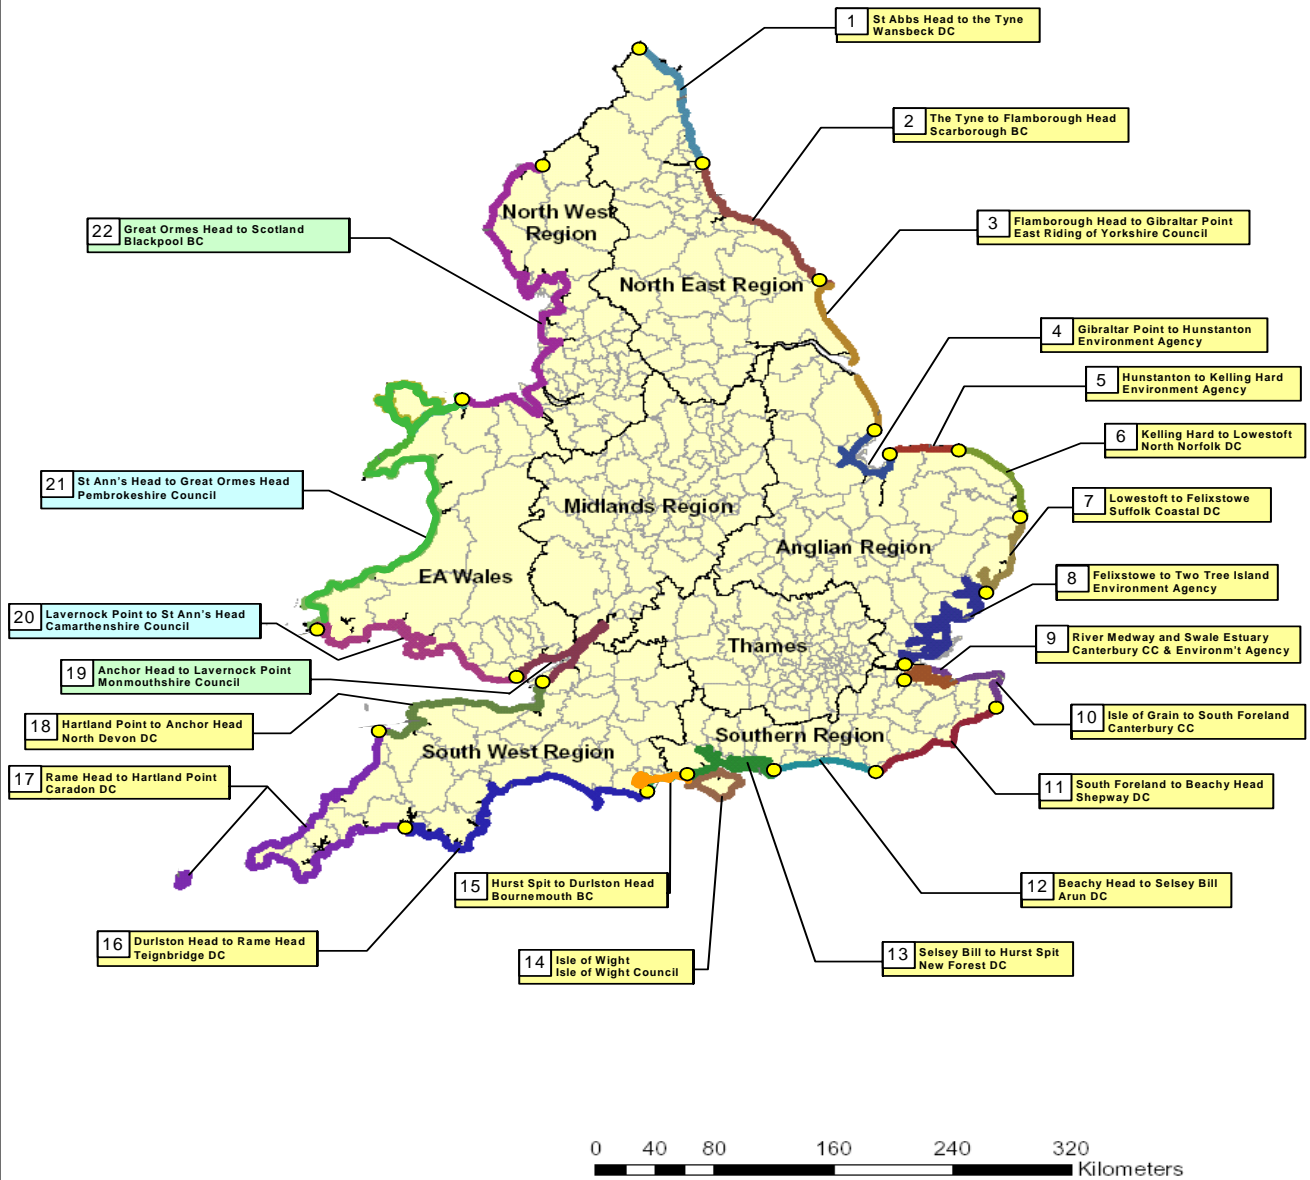 1
St Abbs Head to the Tyne
Wansbeck DC
2
The Tyne to Flamborough Head
Scarborough BC
3
Flamborough Head to Gibraltar Point
East Riding of Yorkshire Council
4
Gibraltar Point to Hunstanton
Environment Agency
5
Hunstanton to Kelling Hard
Environment Agency
6
Kelling Hard to Lowestoft
North Norfolk DC
7
Lowestoft to Felixstowe
Suffolk Coastal DC
8
Felixstowe to Two Tree Island
Environment Agency
9
River Medway and Swale Estuary
Canterbury CC & Environm't Agency
10
Isle of Grain to South Foreland
Canterbury CC
11
South Foreland to Beachy Head
Shepway DC
12
Beachy Head to Selsey Bill
Arun DC
13
Selsey Bill to Hurst Spit
New Forest DC
14
Isle of Wight
Isle of Wight Council
15
Hurst Spit to Durlston Head
Bournemouth BC
16
Durlston Head to Rame Head
Teignbridge DC
17
Rame Head to Hartland Point
Caradon DC
18
Hartland Point to Anchor Head
North Devon DC
19
Anchor Head to Lavernock Point
Monmouthshire Council
20
Lavernock Point to St Ann's Head
Camarthenshire Council
21
St Ann's Head to Great Ormes Head
Pembrokeshire Council
22
Great Ormes Head to Scotland
Blackpool BC
North West
Region
North East Region
Midlands Region
Anglian Region
EA Wales
Thames
Southern Region
South West Region
0 40 80 160 240 320
Kilometers